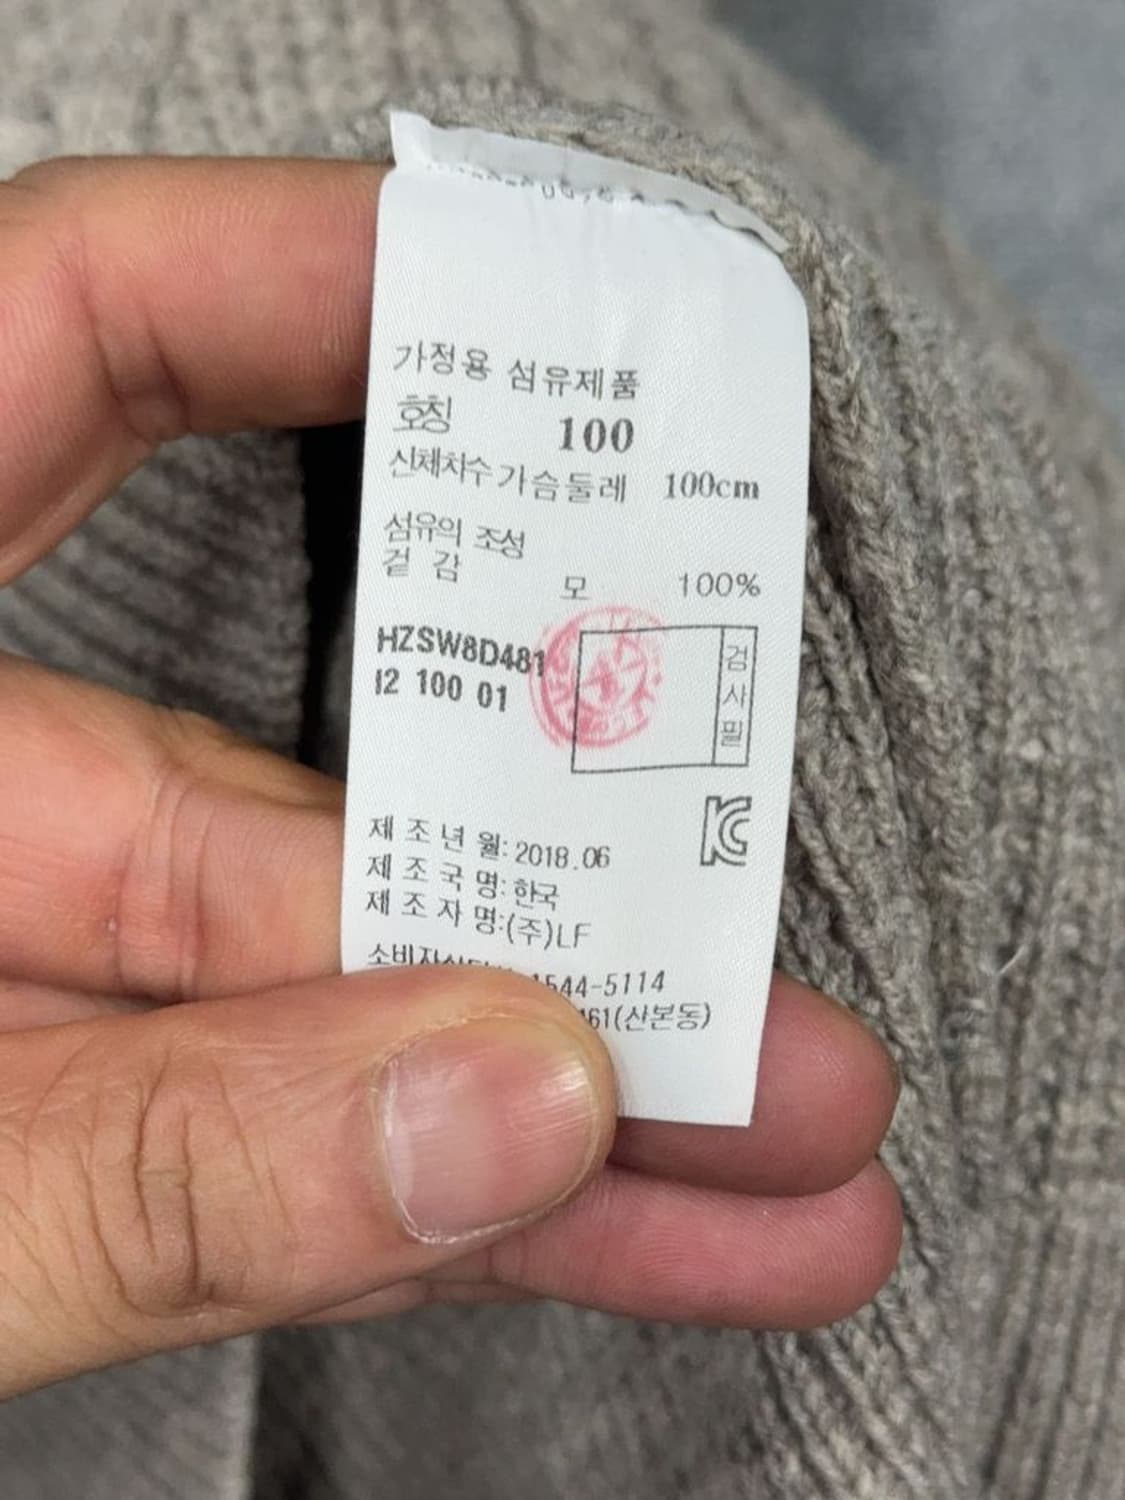 가정용 섬유제품
호칭 100
신체치수 가슴둘레 100cm
섬유의 조성
겉 감
모 100%
HZSW8D481
I2 100 01
검사필
제 조 년 월: 2018.06
제 조 국 명: 한국
제 조 자 명:(주)LF
1544-5114
461(산본동)